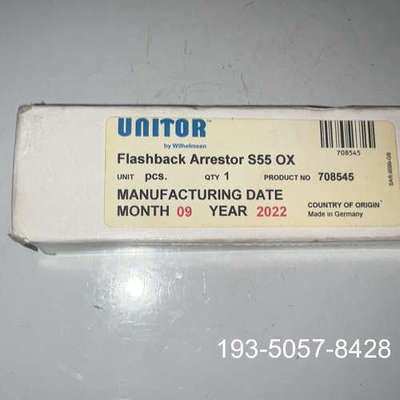 UNITOR™
by Wilhelmsen
708545
Flashback Arrestor S55 OX
UNIT pcs. QTY 1 PRODUCT NO 708545
MANUFACTURING DATE
MONTH 09 YEAR 2022
COUNTRY OF ORIGIN
Made in Germany
193-5057-8428